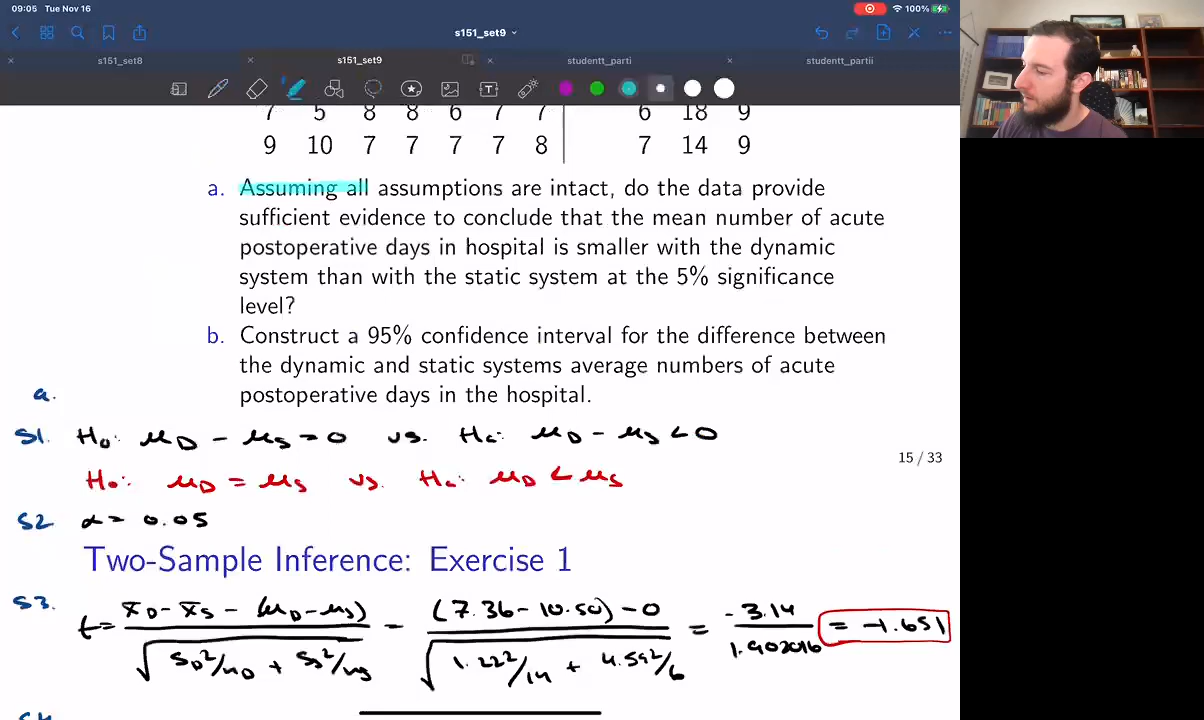 09:05 Tue Nov 16 100%
s151_set9
s151_set8 s151_set9 studentt_parti studentt_partii
7 5 8 8 6 7 7 6 18 9
9 10 7 7 7 7 8 7 14 9
a. Assuming all assumptions are intact, do the data provide
sufficient evidence to conclude that the mean number of acute
postoperative days in hospital is smaller with the dynamic
system than with the static system at the 5% significance
level?
b. Construct a 95% confidence interval for the difference between
the dynamic and static systems average numbers of acute
postoperative days in the hospital.
a.
S1. H₀: μD - μS = 0 vs. Hₐ: μD - μS < 0
15 / 33
H₀: μD = μS vs Hₐ: μD < μS
S2 α = 0.05
Two-Sample Inference: Exercise 1
S3. t = x̄D - x̄S - (μD - μS) / √(SD²/nD + SS²/nS) = (7.36 - 10.50) - 0 / √(1.22²/14 + 4.59²/6) = -3.14 / 1.902016 = -1.651